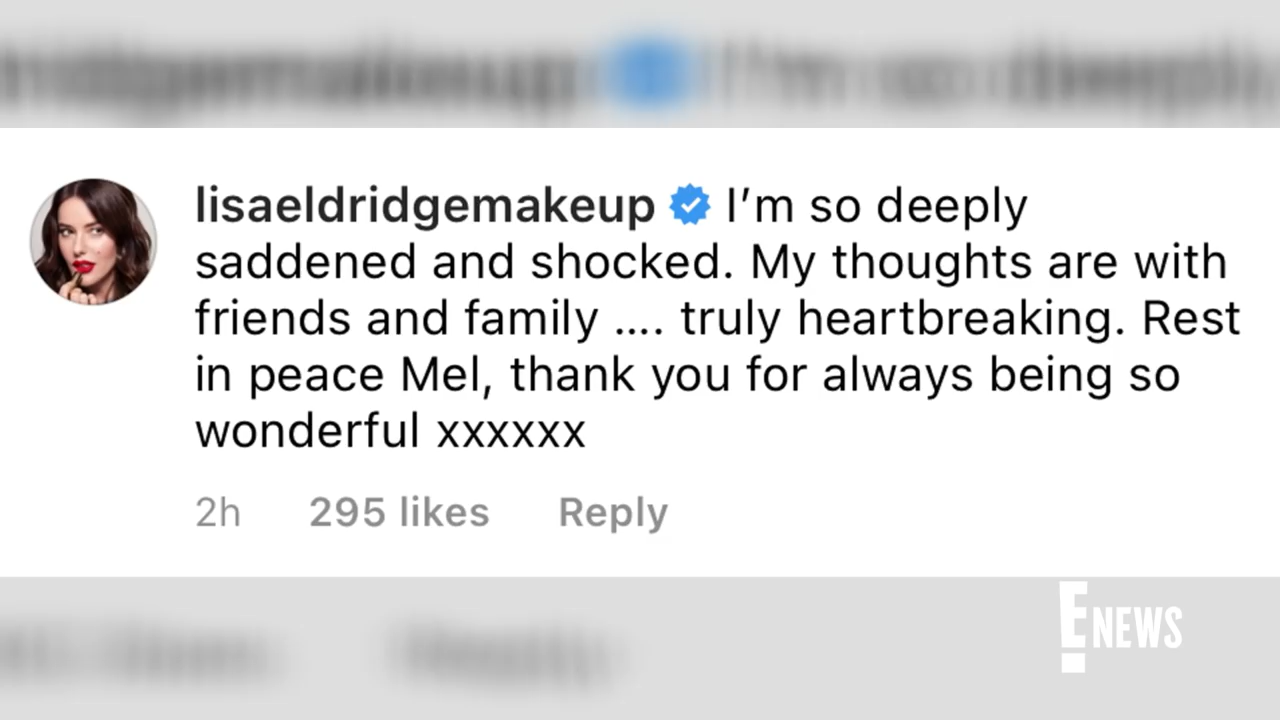 lisaeldridgemakeup I’m so deeply
saddened and shocked. My thoughts are with
friends and family .... truly heartbreaking. Rest
in peace Mel, thank you for always being so
wonderful xxxxxx
2h 295 likes Reply
E! NEWS